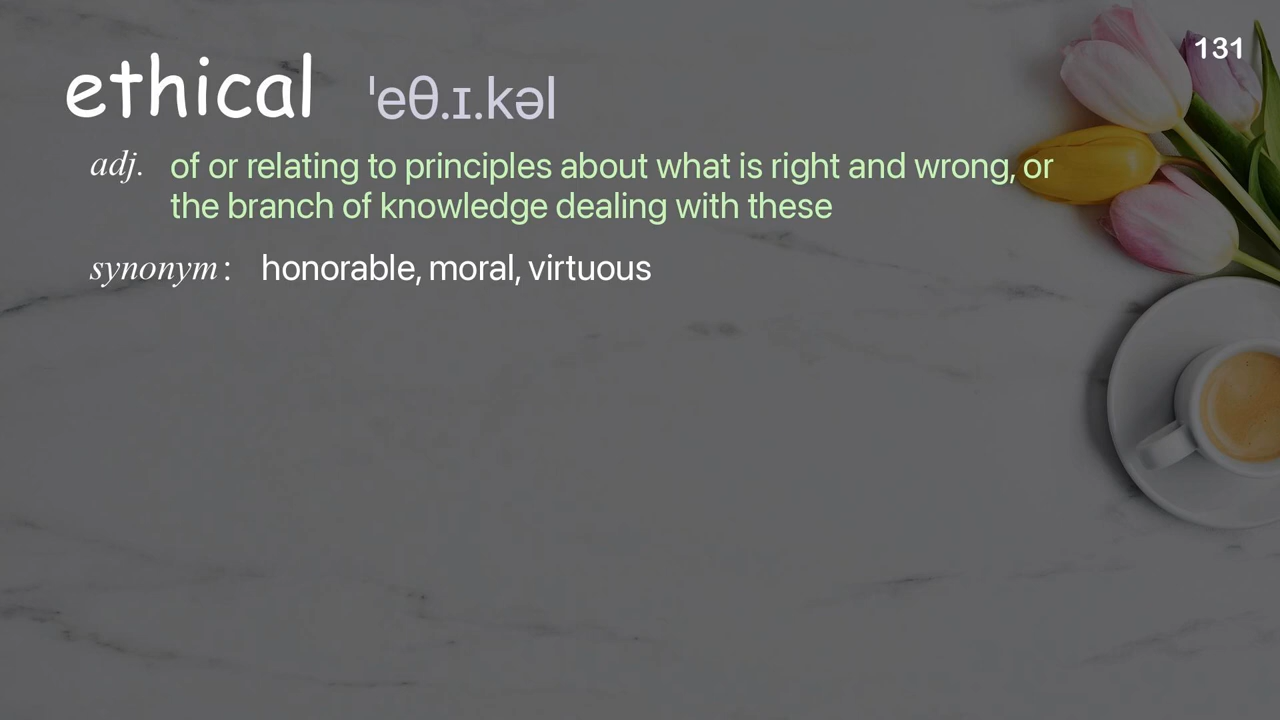 131
ethical ˈeθ.ɪ.kəl
adj. of or relating to principles about what is right and wrong, or
the branch of knowledge dealing with these
synonym : honorable, moral, virtuous